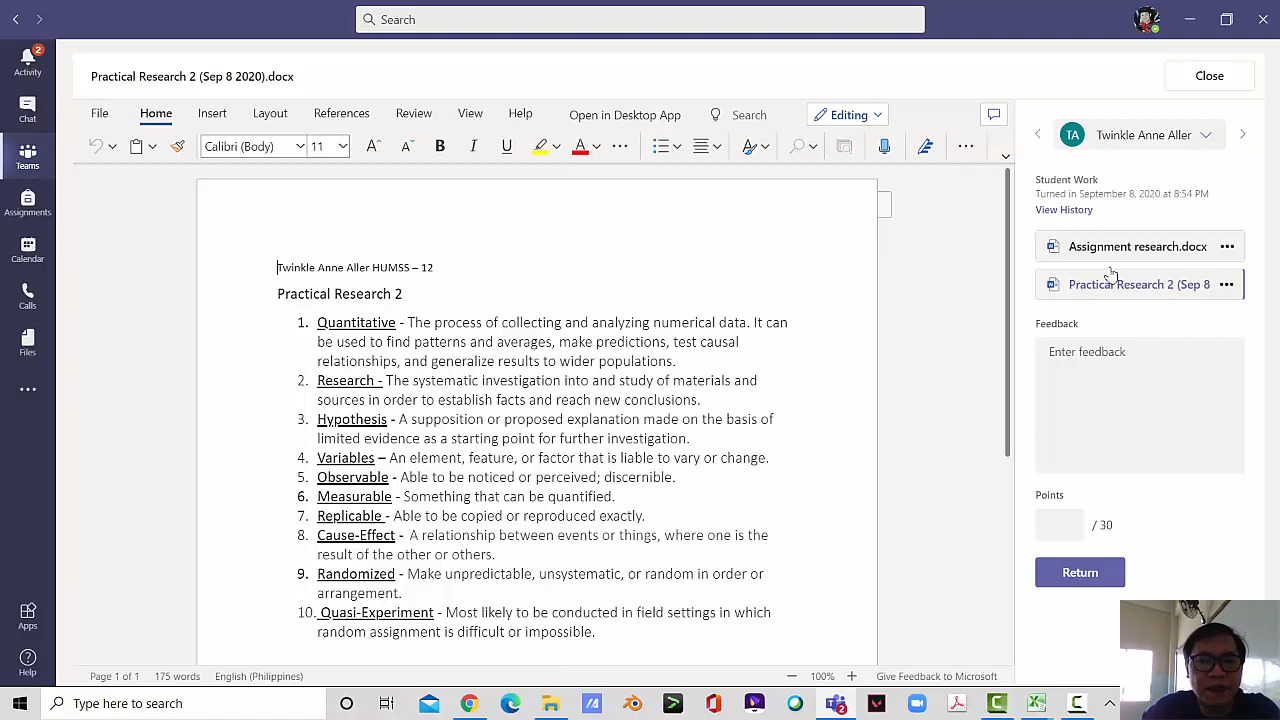 Search
2
Activity
Chat
Teams
Assignments
Calendar
Calls
Files
Apps
Help
Practical Research 2 (Sep 8 2020).docx
Close
File Home Insert Layout References Review View Help Open in Desktop App Search Editing
Calibri (Body) 11 A A B I U A
Twinkle Anne Aller HUMSS – 12
Practical Research 2
1. Quantitative - The process of collecting and analyzing numerical data. It can
be used to find patterns and averages, make predictions, test causal
relationships, and generalize results to wider populations.
2. Research - The systematic investigation into and study of materials and
sources in order to establish facts and reach new conclusions.
3. Hypothesis - A supposition or proposed explanation made on the basis of
limited evidence as a starting point for further investigation.
4. Variables – An element, feature, or factor that is liable to vary or change.
5. Observable - Able to be noticed or perceived; discernible.
6. Measurable - Something that can be quantified.
7. Replicable - Able to be copied or reproduced exactly.
8. Cause-Effect - A relationship between events or things, where one is the
result of the other or others.
9. Randomized - Make unpredictable, unsystematic, or random in order or
arrangement.
10. Quasi-Experiment - Most likely to be conducted in field settings in which
random assignment is difficult or impossible.
Page 1 of 1 175 words English (Philippines) 100% Give Feedback to Microsoft
TA Twinkle Anne Aller
Student Work
Turned in September 8, 2020 at 8:54 PM
View History
Assignment research.docx
Practical Research 2 (Sep 8
Feedback
Enter feedback
Points
/ 30
Return
Type here to search
2